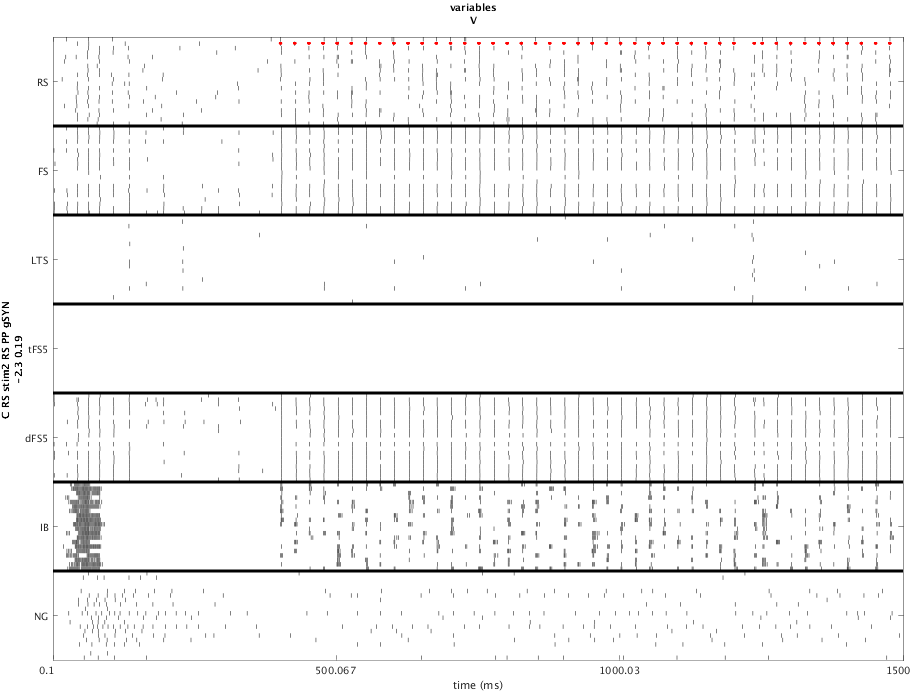 variables
V
RS
FS
LTS
tFS5
dFS5
IB
NG
C RS stim2 RS PP gSYN
-2.3 0.19
0.1
500.067
1000.03
1500
time (ms)